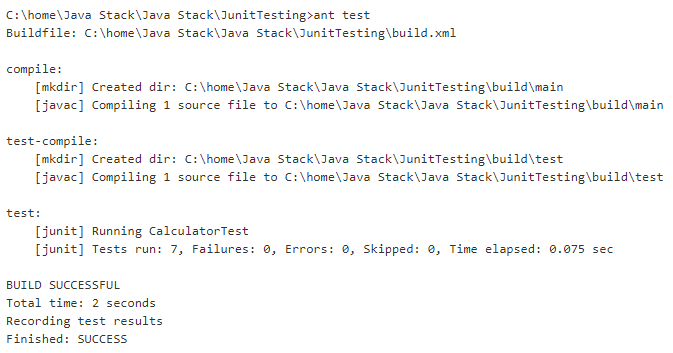 C:\home\Java Stack\Java Stack\JunitTesting>ant test
Buildfile: C:\home\Java Stack\Java Stack\JunitTesting\build.xml
compile:
[mkdir] Created dir: C:\home\Java Stack\Java Stack\JunitTesting\build\main
[javac] Compiling 1 source file to C:\home\Java Stack\Java Stack\JunitTesting\build\main
test-compile:
[mkdir] Created dir: C:\home\Java Stack\Java Stack\JunitTesting\build\test
[javac] Compiling 1 source file to C:\home\Java Stack\Java Stack\JunitTesting\build\test
test:
[junit] Running CalculatorTest
[junit] Tests run: 7, Failures: 0, Errors: 0, Skipped: 0, Time elapsed: 0.075 sec
BUILD SUCCESSFUL
Total time: 2 seconds
Recording test results
Finished: SUCCESS